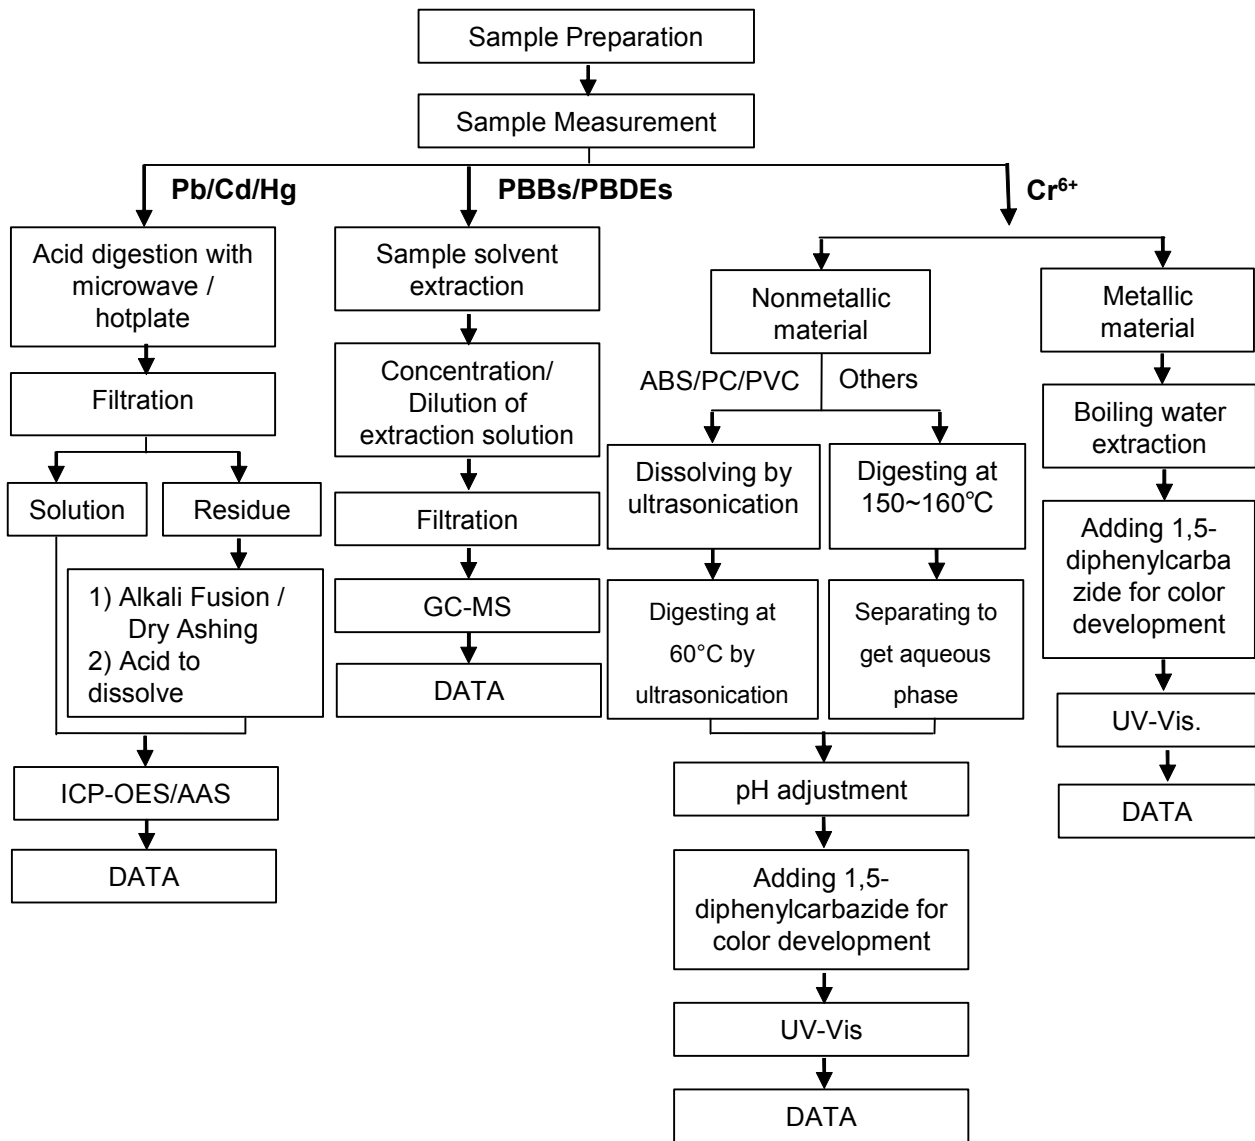 Sample Preparation
Sample Measurement
Pb/Cd/Hg
PBBs/PBDEs
Cr⁶⁺
Acid digestion with
microwave /
hotplate
Filtration
Solution
Residue
1) Alkali Fusion /
Dry Ashing
2) Acid to
dissolve
ICP-OES/AAS
DATA
Sample solvent
extraction
Concentration/
Dilution of
extraction solution
Filtration
GC-MS
DATA
Nonmetallic
material
ABS/PC/PVC
Others
Dissolving by
ultrasonication
Digesting at
60°C by
ultrasonication
Digesting at
150~160℃
Separating to
get aqueous
phase
pH adjustment
Adding 1,5-
diphenylcarbazide for
color development
UV-Vis
DATA
Metallic
material
Boiling water
extraction
Adding 1,5-
diphenylcarba
zide for color
development
UV-Vis.
DATA